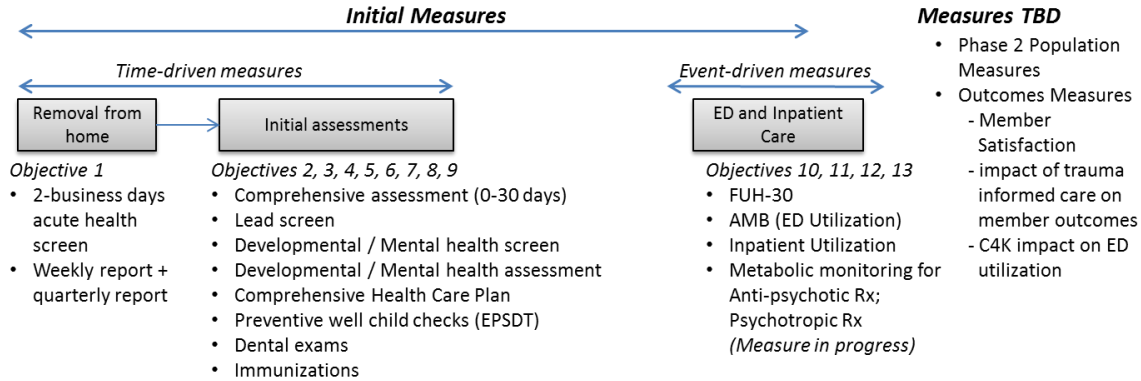 Initial Measures
Time-driven measures
Removal from
home
Initial assessments
Objective 1
• 2-business days
acute health
screen
• Weekly report +
quarterly report
Objectives 2, 3, 4, 5, 6, 7, 8, 9
• Comprehensive assessment (0-30 days)
• Lead screen
• Developmental / Mental health screen
• Developmental / Mental health assessment
• Comprehensive Health Care Plan
• Preventive well child checks (EPSDT)
• Dental exams
• Immunizations
Event-driven measures
ED and Inpatient
Care
Objectives 10, 11, 12, 13
• FUH-30
• AMB (ED Utilization)
• Inpatient Utilization
• Metabolic monitoring for
Anti-psychotic Rx;
Psychotropic Rx
(Measure in progress)
Measures TBD
• Phase 2 Population
Measures
• Outcomes Measures
- Member
Satisfaction
- impact of trauma
informed care on
member outcomes
- C4K impact on ED
utilization